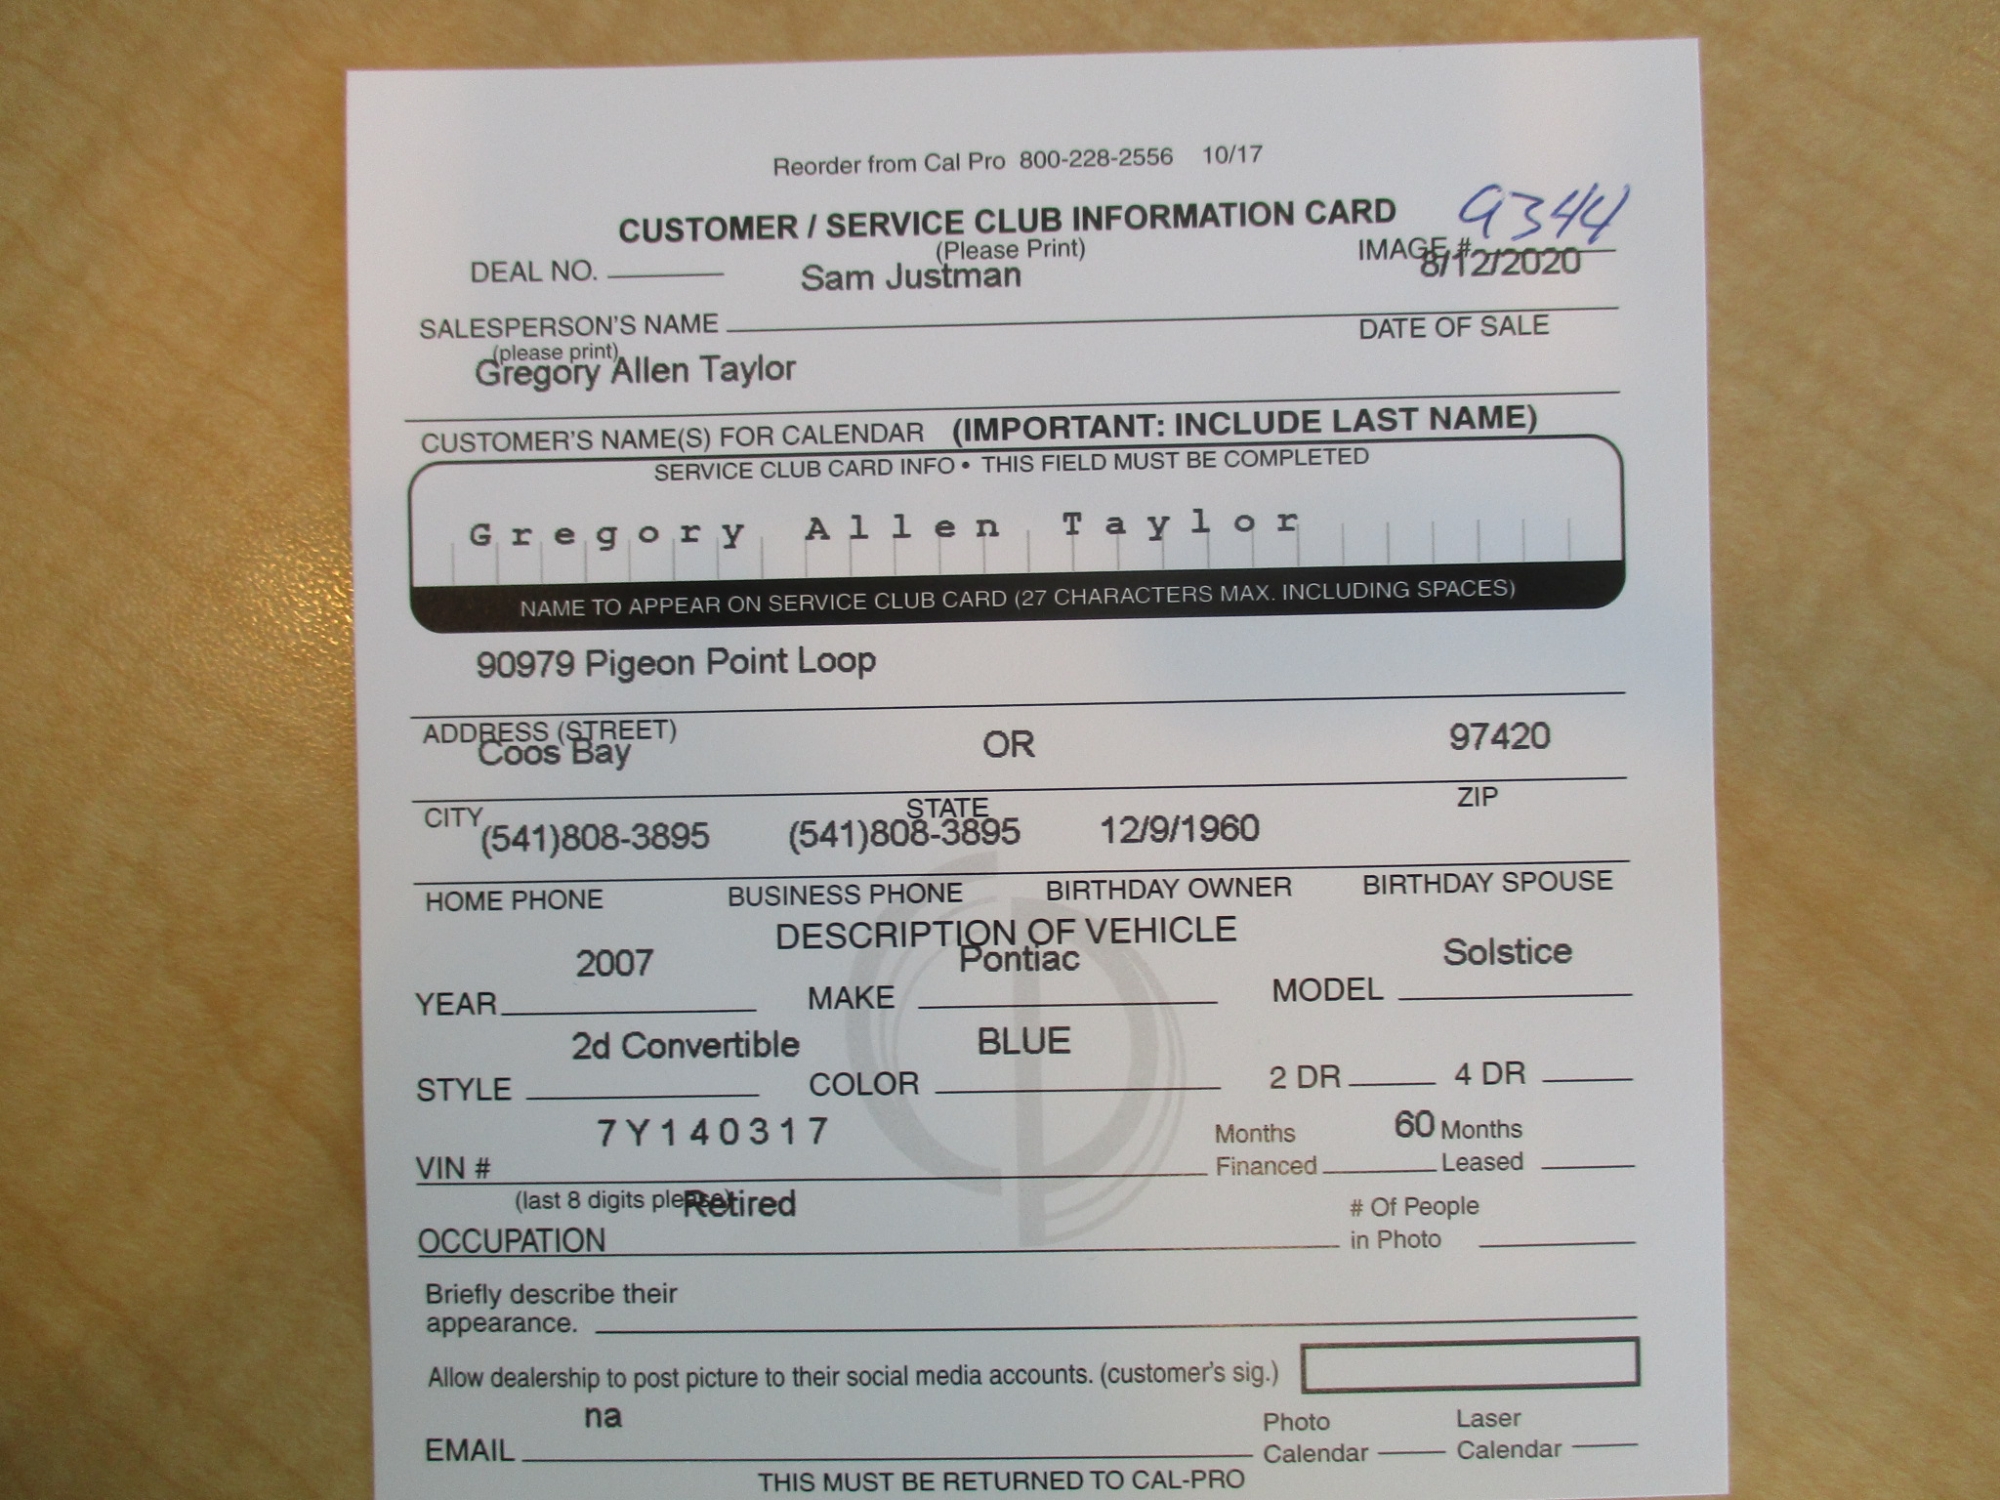 Reorder from Cal Pro 800-228-2556 10/17
CUSTOMER / SERVICE CLUB INFORMATION CARD 9344
(Please Print) IMAGE #
DEAL NO. Sam Justman 8/12/2020
SALESPERSON'S NAME DATE OF SALE
(please print)
Gregory Allen Taylor
CUSTOMER'S NAME(S) FOR CALENDAR (IMPORTANT: INCLUDE LAST NAME)
SERVICE CLUB CARD INFO • THIS FIELD MUST BE COMPLETED
Gregory Allen Taylor
NAME TO APPEAR ON SERVICE CLUB CARD (27 CHARACTERS MAX. INCLUDING SPACES)
90979 Pigeon Point Loop
ADDRESS (STREET)
Coos Bay OR 97420
CITY STATE ZIP
(541)808-3895 (541)808-3895 12/9/1960
HOME PHONE BUSINESS PHONE BIRTHDAY OWNER BIRTHDAY SPOUSE
DESCRIPTION OF VEHICLE
2007 Pontiac Solstice
YEAR MAKE MODEL
2d Convertible BLUE
STYLE COLOR 2 DR 4 DR
7Y140317 Months 60 Months
VIN # Financed Leased
(last 8 digits please) Retired # Of People
OCCUPATION in Photo
Briefly describe their
appearance.
Allow dealership to post picture to their social media accounts. (customer's sig.)
na Photo Laser
EMAIL Calendar Calendar
THIS MUST BE RETURNED TO CAL-PRO